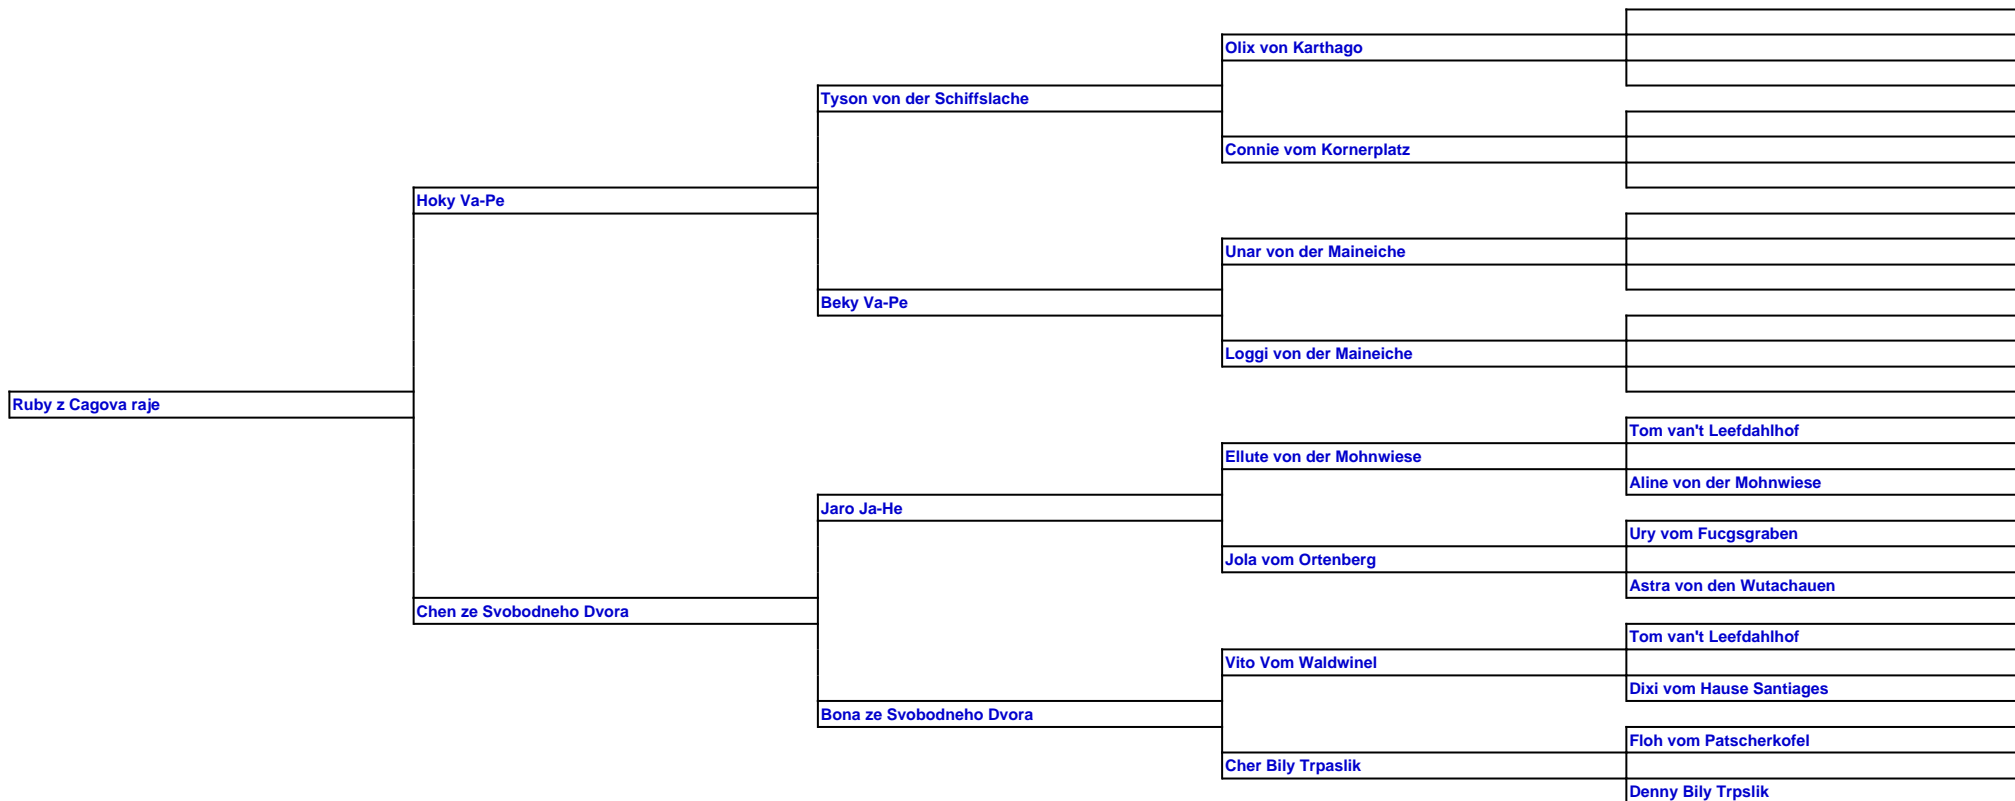 Olix von Karthago
Tyson von der Schiffslache
Connie vom Kornerplatz
Hoky Va-Pe
Unar von der Maineiche
Beky Va-Pe
Loggi von der Maineiche
Ruby z Cagova raje
Tom van't Leefdahlhof
Ellute von der Mohnwiese
Aline von der Mohnwiese
Jaro Ja-He
Ury vom Fucgsgraben
Jola vom Ortenberg
Astra von den Wutachauen
Chen ze Svobodneho Dvora
Tom van't Leefdahlhof
Vito Vom Waldwinel
Dixi vom Hause Santiages
Bona ze Svobodneho Dvora
Floh vom Patscherkofel
Cher Bily Trpaslik
Denny Bily Trpslik